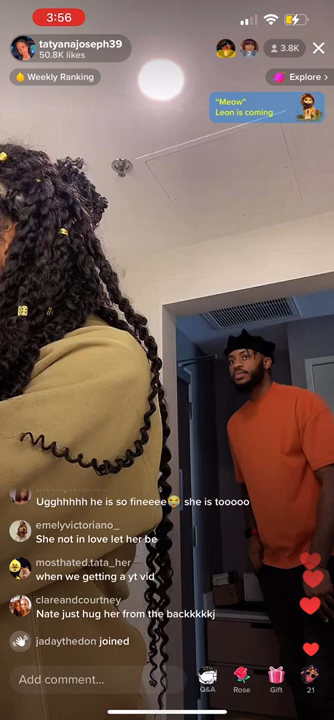 3:56
tatyanajoseph39
50.8K likes
3.8K
Weekly Ranking
Explore >
"Meow"
Leon is coming
Ugghhhhh he is so fineeee😭 she is tooooo
emelyvictoriano_
She not in love let her be
mosthated.tata_her
when we getting a yt vid
clareandcourtney
Nate just hug her from the backkkkkj
jadaythedon joined
Add comment...
Q&A
Rose
Gift
21